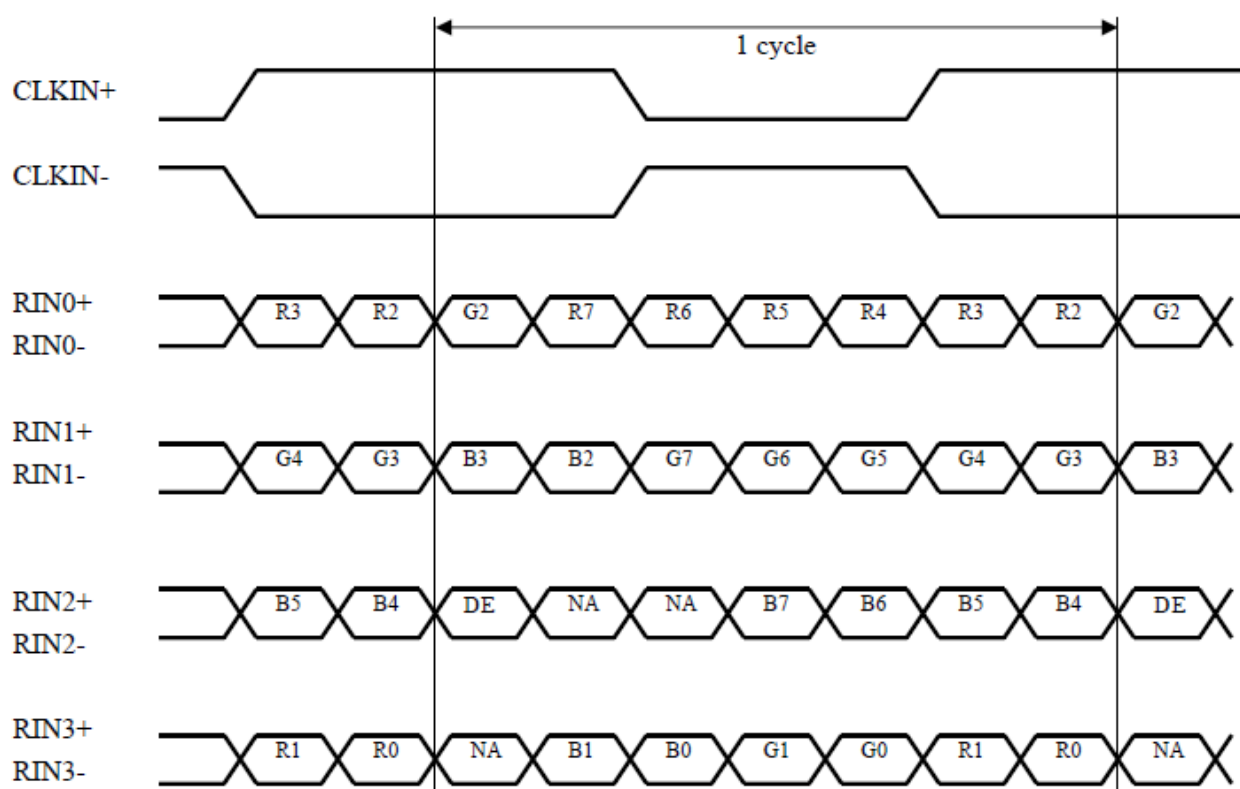 1 cycle
CLKIN+
CLKIN-
RIN0+
R3 R2 G2 R7 R6 R5 R4 R3 R2 G2
RIN0-
RIN1+
G4 G3 B3 B2 G7 G6 G5 G4 G3 B3
RIN1-
RIN2+
B5 B4 DE NA NA B7 B6 B5 B4 DE
RIN2-
RIN3+
R1 R0 NA B1 B0 G1 G0 R1 R0 NA
RIN3-